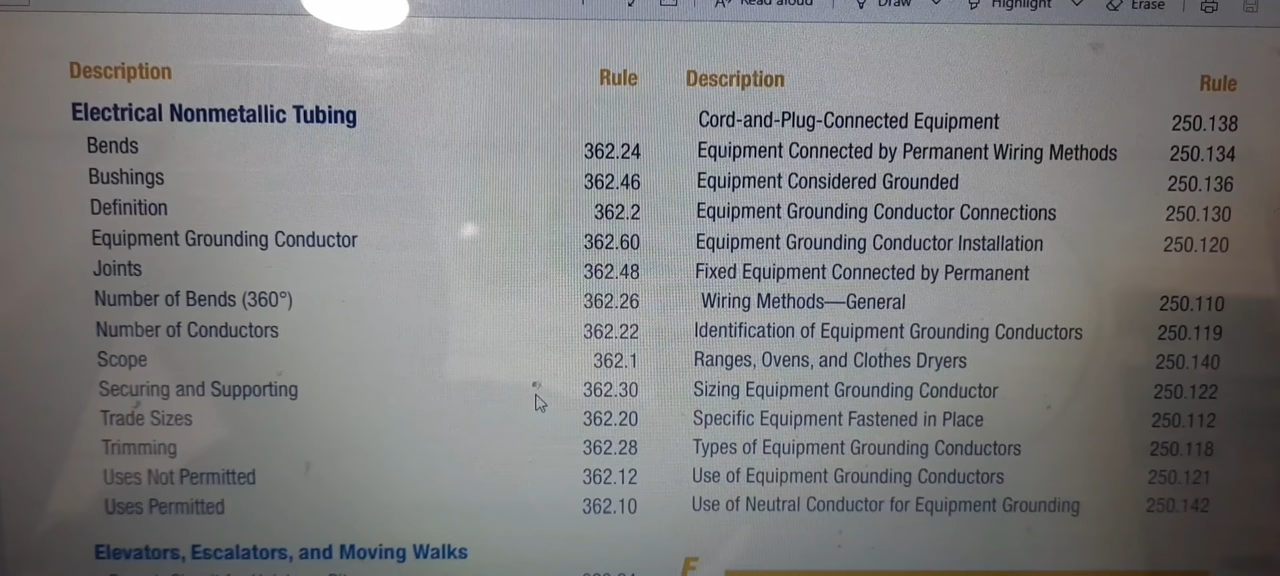 Read aloud Draw Highlight Erase
Description Rule
Electrical Nonmetallic Tubing
Bends 362.24
Bushings 362.46
Definition 362.2
Equipment Grounding Conductor 362.60
Joints 362.48
Number of Bends (360°) 362.26
Number of Conductors 362.22
Scope 362.1
Securing and Supporting 362.30
Trade Sizes 362.20
Trimming 362.28
Uses Not Permitted 362.12
Uses Permitted 362.10
Elevators, Escalators, and Moving Walks
Description Rule
Cord-and-Plug-Connected Equipment 250.138
Equipment Connected by Permanent Wiring Methods 250.134
Equipment Considered Grounded 250.136
Equipment Grounding Conductor Connections 250.130
Equipment Grounding Conductor Installation 250.120
Fixed Equipment Connected by Permanent
Wiring Methods—General 250.110
Identification of Equipment Grounding Conductors 250.119
Ranges, Ovens, and Clothes Dryers 250.140
Sizing Equipment Grounding Conductor 250.122
Specific Equipment Fastened in Place 250.112
Types of Equipment Grounding Conductors 250.118
Use of Equipment Grounding Conductors 250.121
Use of Neutral Conductor for Equipment Grounding 250.142
F